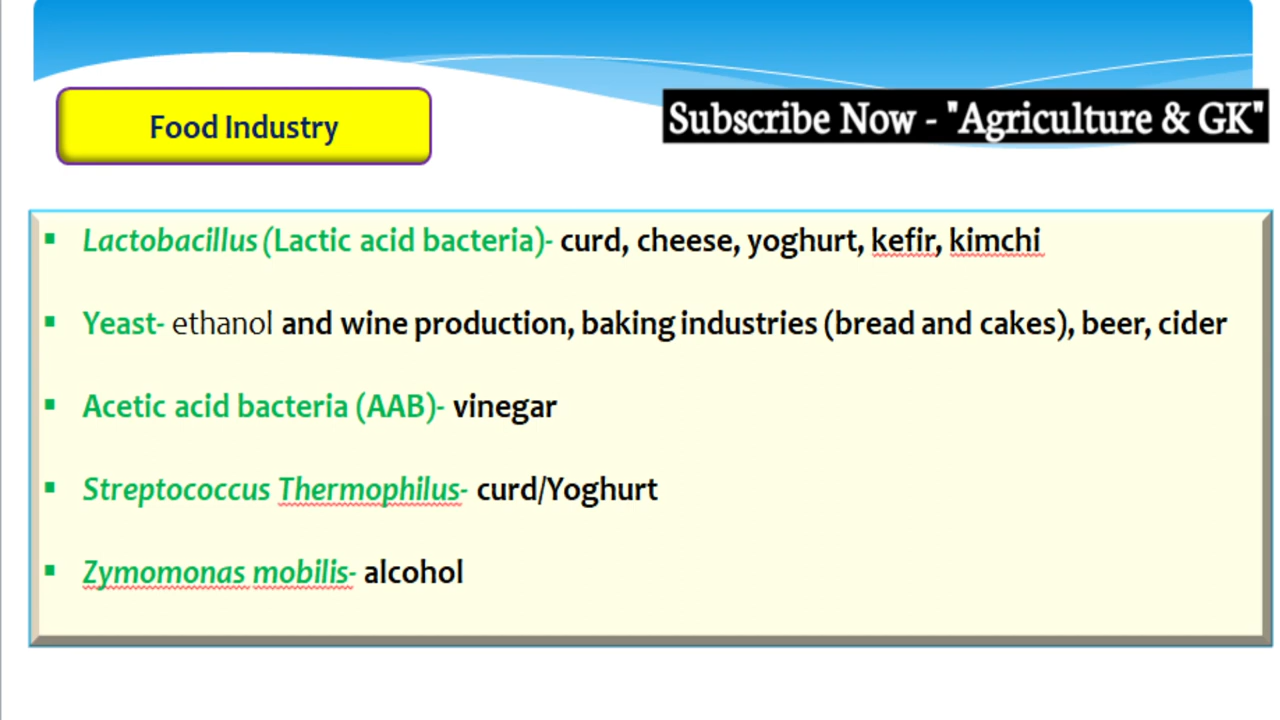 Food Industry
Subscribe Now - "Agriculture & GK"
▪ Lactobacillus (Lactic acid bacteria)- curd, cheese, yoghurt, kefir, kimchi
▪ Yeast- ethanol and wine production, baking industries (bread and cakes), beer, cider
▪ Acetic acid bacteria (AAB)- vinegar
▪ Streptococcus Thermophilus- curd/Yoghurt
▪ Zymomonas mobilis- alcohol